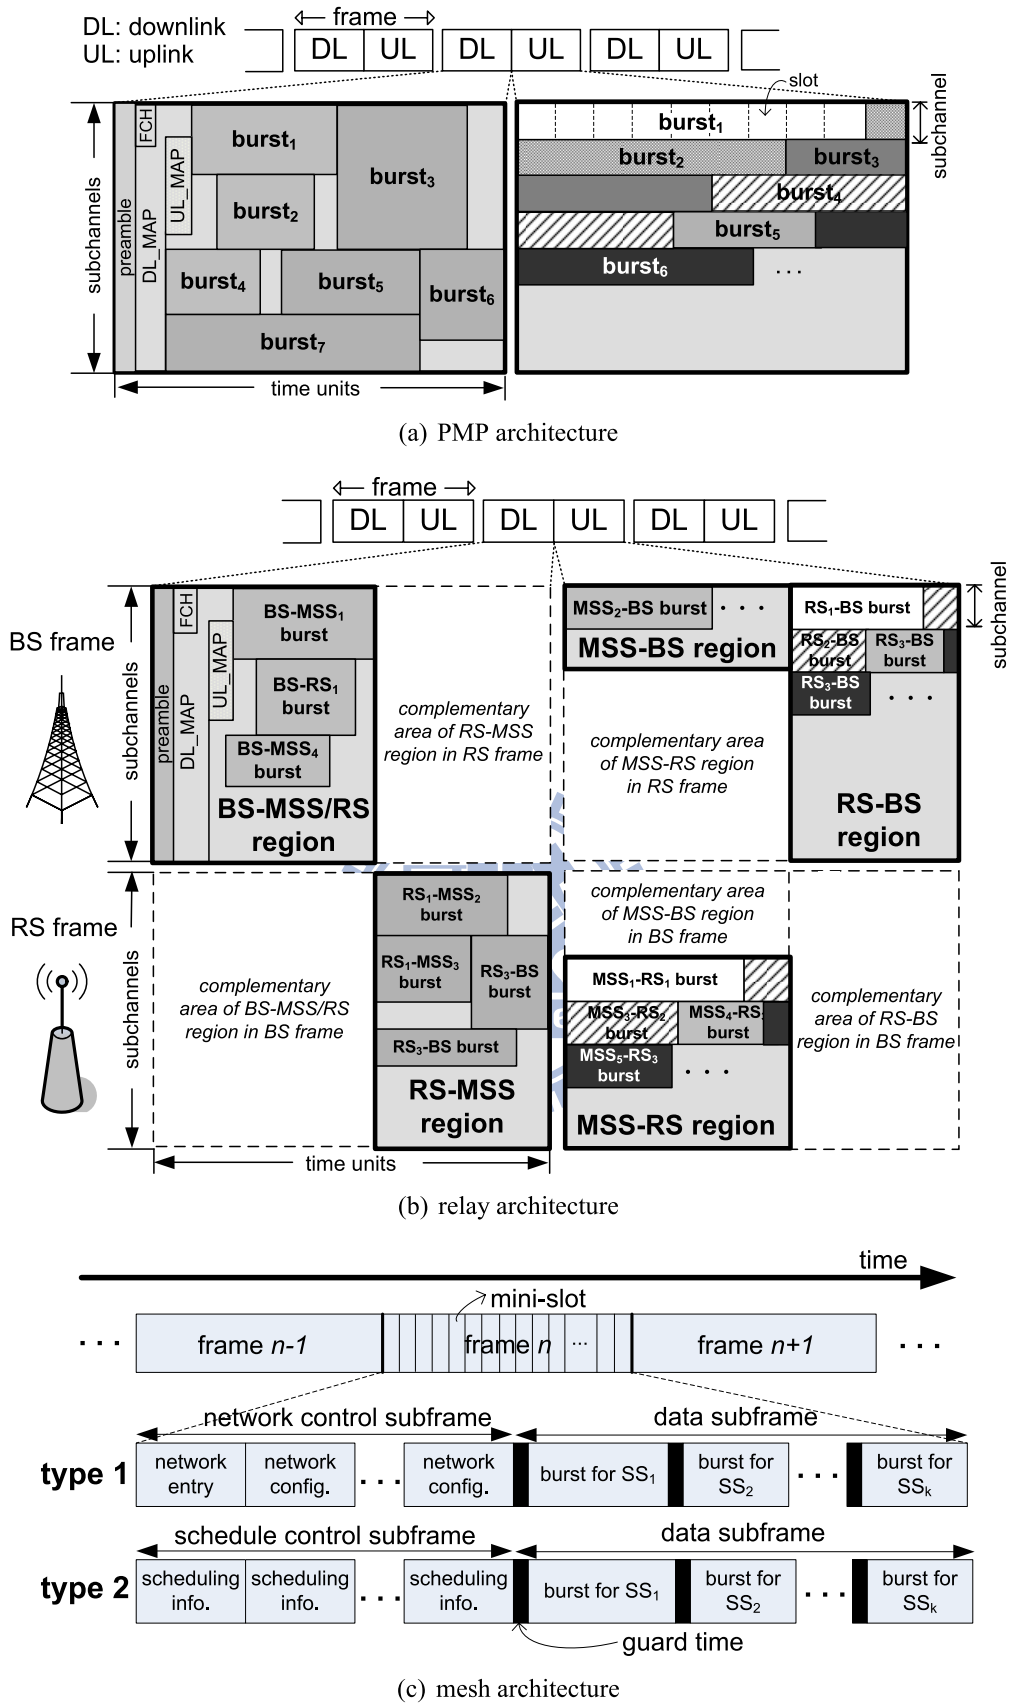 DL: downlink
UL: uplink
frame
DL UL DL UL DL UL
slot
subchannel
subchannels
preamble
FCH
DL_MAP
UL_MAP
burst1
burst2
burst3
burst4
burst5
burst6
burst7
burst1
burst2
burst3
burst4
burst5
burst6
. . .
time units
(a) PMP architecture
frame
DL UL DL UL DL UL
BS frame
subchannels
preamble
FCH
DL_MAP
UL_MAP
BS-MSS1
burst
BS-RS1
burst
BS-MSS4
burst
BS-MSS/RS
region
complementary
area of RS-MSS
region in RS frame
MSS2-BS burst
. . .
MSS-BS region
complementary area
of MSS-RS region
in RS frame
RS1-BS burst
RS2-BS
burst
RS3-BS
burst
RS3-BS
burst
. . .
RS-BS
region
subchannel
RS frame
subchannels
complementary
area of BS-MSS/RS
region in BS frame
RS1-MSS2
burst
RS1-MSS3
burst
RS3-BS
burst
RS3-BS burst
RS-MSS
region
complementary area
of MSS-BS region
in BS frame
MSS1-RS1 burst
MSS3-RS2
burst
MSS4-RS
burst
MSS5-RS3
burst
. . .
MSS-RS region
complementary
area of RS-BS
region in BS frame
time units
(b) relay architecture
time
mini-slot
. . . frame n-1 frame n ... frame n+1 . . .
network control subframe data subframe
type 1
network
entry
network
config.
. . .
network
config.
burst for SS1
burst for
SS2
. . .
burst for
SSk
schedule control subframe data subframe
type 2
scheduling
info.
scheduling
info.
. . .
scheduling
info.
burst for SS1
burst for
SS2
. . .
burst for
SSk
guard time
(c) mesh architecture